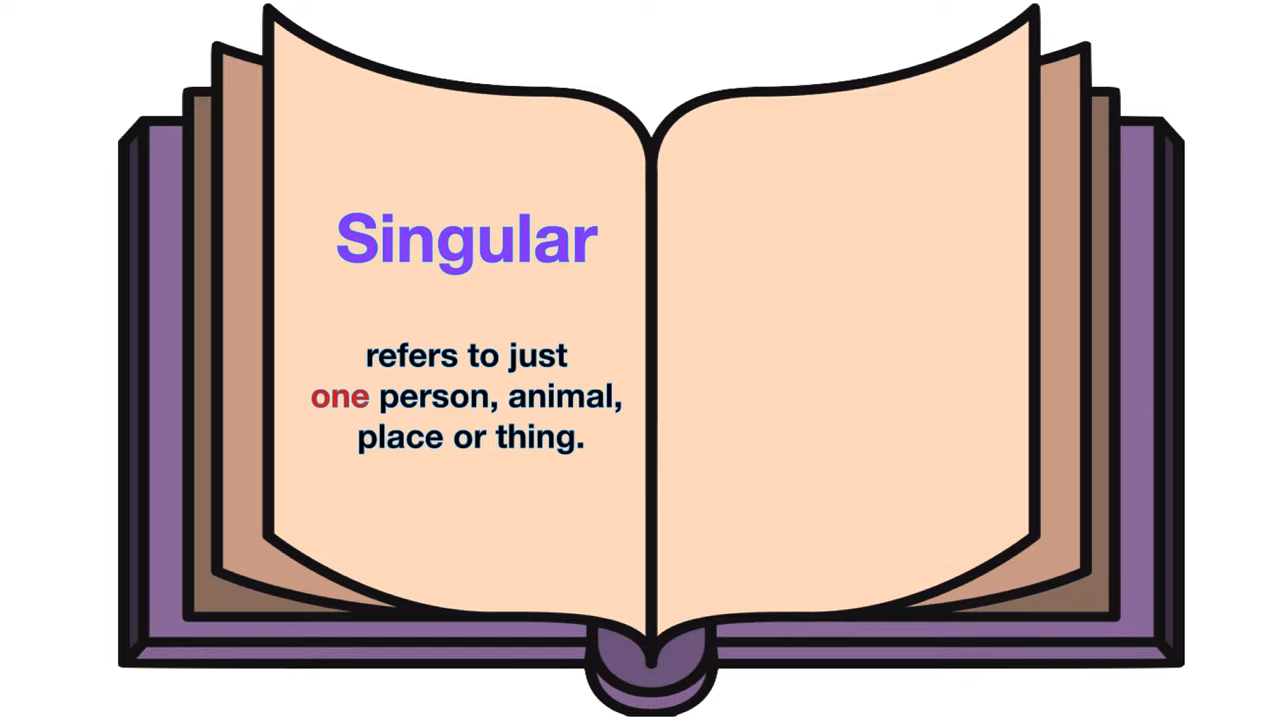 Singular
refers to just
one person, animal,
place or thing.